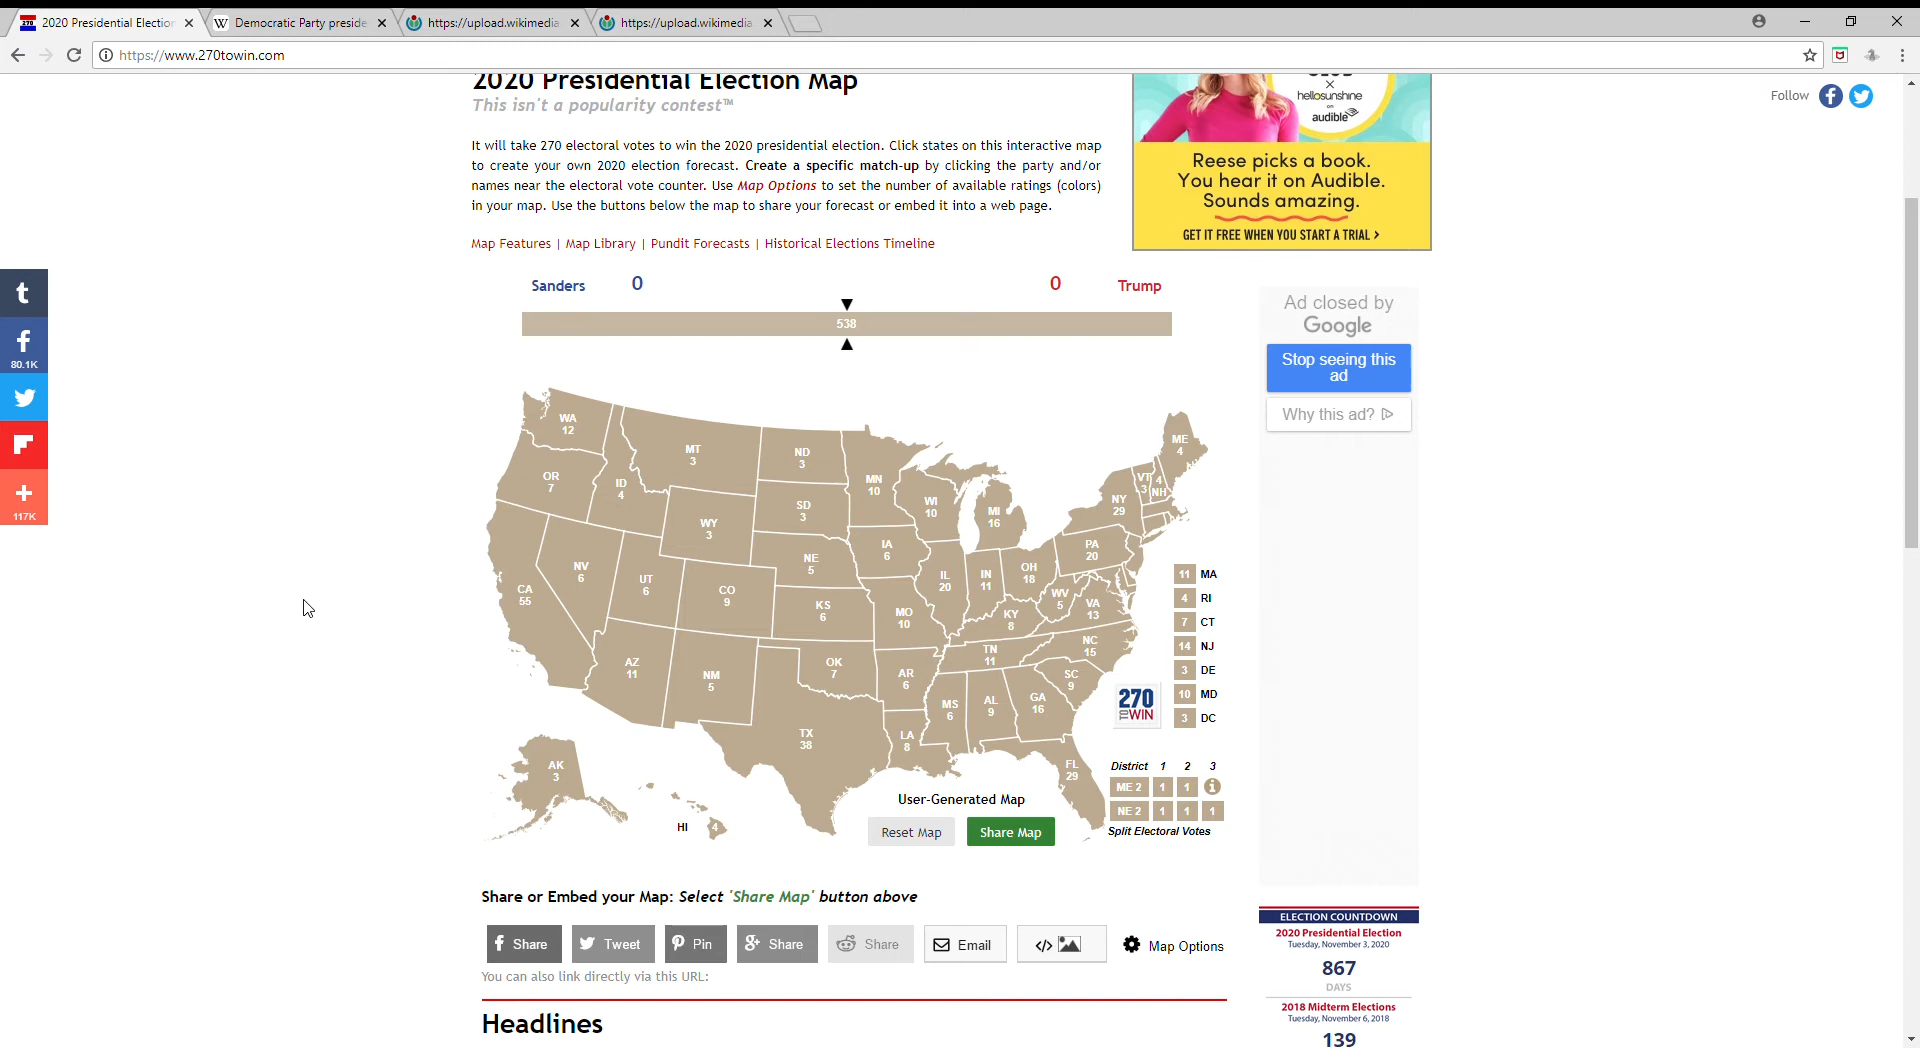 2020 Presidential Election
Democratic Party preside
https://upload.wikimedia
https://upload.wikimedia
https://www.270towin.com
2020 Presidential Election Map
This isn't a popularity contest™
Follow
It will take 270 electoral votes to win the 2020 presidential election. Click states on this interactive map
to create your own 2020 election forecast. Create a specific match-up by clicking the party and/or
names near the electoral vote counter. Use Map Options to set the number of available ratings (colors)
in your map. Use the buttons below the map to share your forecast or embed it into a web page.
Map Features | Map Library | Pundit Forecasts | Historical Elections Timeline
x
hellosunshine
on
audible
Reese picks a book.
You hear it on Audible.
Sounds amazing.
GET IT FREE WHEN YOU START A TRIAL >
80.1K
117K
Sanders 0
0 Trump
538
Ad closed by
Google
Stop seeing this
ad
Why this ad?
WA
12
OR
7
ID
4
MT
3
ND
3
SD
3
WY
3
NE
5
MN
10
WI
10
MI
16
IA
6
NV
6
UT
6
CO
9
KS
6
CA
55
MO
10
IL
20
IN
11
OH
18
PA
20
NY
29
VT
3
4
NH
ME
4
WV
5
VA
13
KY
8
NC
15
TN
11
SC
9
AZ
11
NM
5
OK
7
AR
6
MS
6
AL
9
GA
16
TX
38
LA
8
FL
29
AK
3
HI 4
11 MA
4 RI
7 CT
14 NJ
3 DE
10 MD
3 DC
270
TO WIN
District 1 2 3
ME 2 1 1
NE 2 1 1 1
Split Electoral Votes
User-Generated Map
Reset Map
Share Map
Share or Embed your Map: Select 'Share Map' button above
Share
Tweet
Pin
Share
Share
Email
</>
Map Options
You can also link directly via this URL:
Headlines
ELECTION COUNTDOWN
2020 Presidential Election
Tuesday, November 3, 2020
867
DAYS
2018 Midterm Elections
Tuesday, November 6, 2018
139